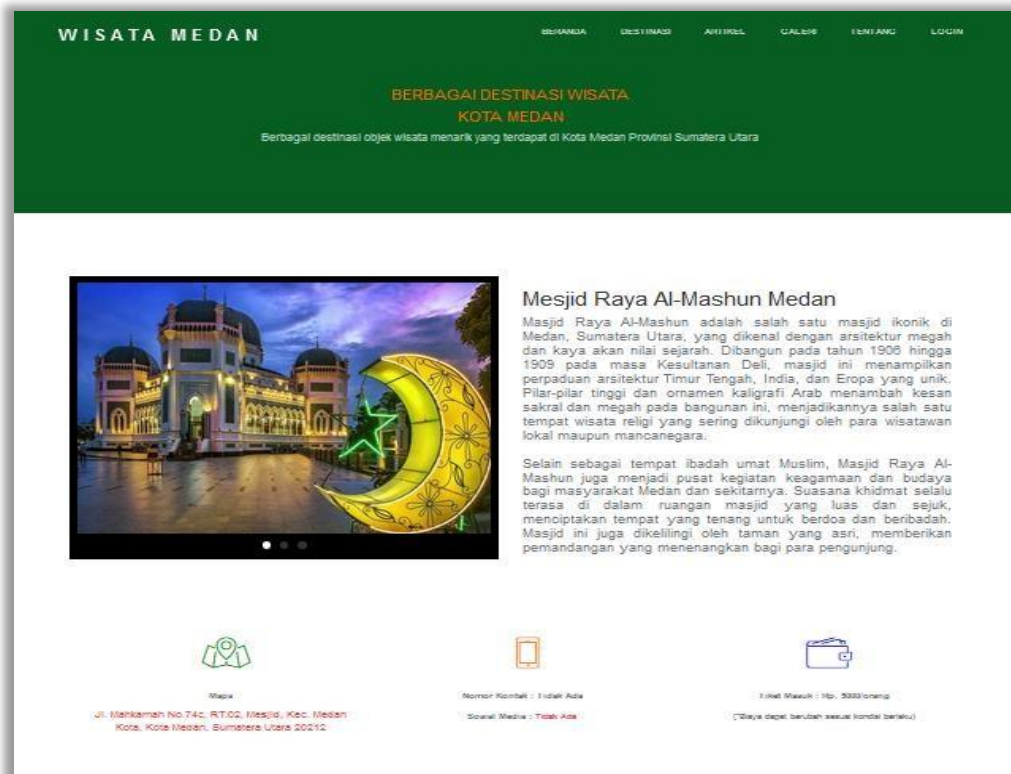 WISATA MEDAN
BERANDA DESTINASI ARTIKEL GALERI TENTANG LOGIN
BERBAGAI DESTINASI WISATA
KOTA MEDAN
Berbagai destinasi objek wisata menarik yang terdapat di Kota Medan Provinsi Sumatera Utara
Mesjid Raya Al-Mashun Medan
Masjid Raya Al-Mashun adalah salah satu masjid ikonik di
Medan, Sumatera Utara, yang dikenal dengan arsitektur megah
dan kaya akan nilai sejarah. Dibangun pada tahun 1906 hingga
1909 pada masa Kesultanan Deli, masjid ini menampilkan
perpaduan arsitektur Timur Tengah, India, dan Eropa yang unik.
Pilar-pilar tinggi dan ornamen kaligrafi Arab menambah kesan
sakral dan megah pada bangunan ini, menjadikannya salah satu
tempat wisata religi yang sering dikunjungi oleh para wisatawan
lokal maupun mancanegara.
Selain sebagai tempat ibadah umat Muslim, Masjid Raya Al-
Mashun juga menjadi pusat kegiatan keagamaan dan budaya
bagi masyarakat Medan dan sekitarnya. Suasana khidmat selalu
terasa di dalam ruangan masjid yang luas dan sejuk,
menciptakan tempat yang tenang untuk berdoa dan beribadah.
Masjid ini juga dikelilingi oleh taman yang asri, memberikan
pemandangan yang menenangkan bagi para pengunjung.
Maps
Jl. Mahkamah No.74c, RT.02, Mesjid, Kec. Medan
Kota, Kota Medan, Sumatera Utara 20212
Nomor Kontak : Tidak Ada
Sosial Media : Tidak Ada
Tiket Masuk : Rp. 5000/orang
(*Biaya dapat berubah sesuai kondisi berlaku)